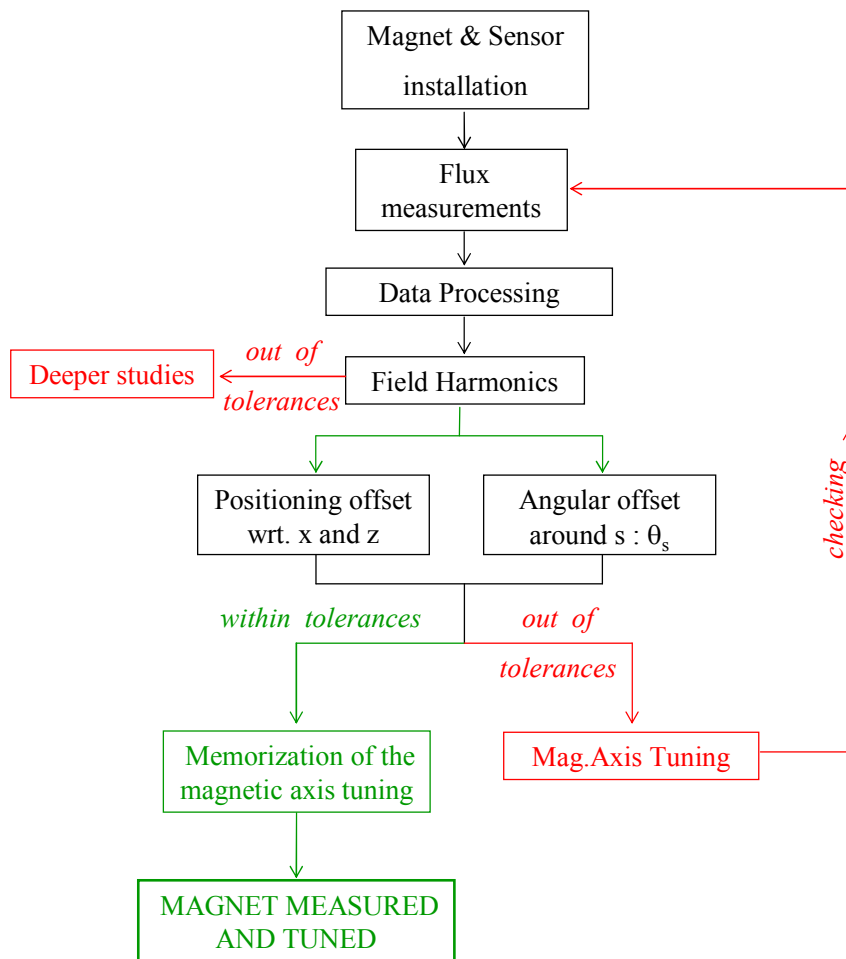 Magnet & Sensor
installation
Flux
measurements
Data Processing
out of
Deeper studies
Field Harmonics
tolerances
Positioning offset
wrt. x and z
Angular offset
around s : θs
checking
within tolerances
out of
tolerances
Memorization of the
magnetic axis tuning
Mag.Axis Tuning
MAGNET MEASURED
AND TUNED